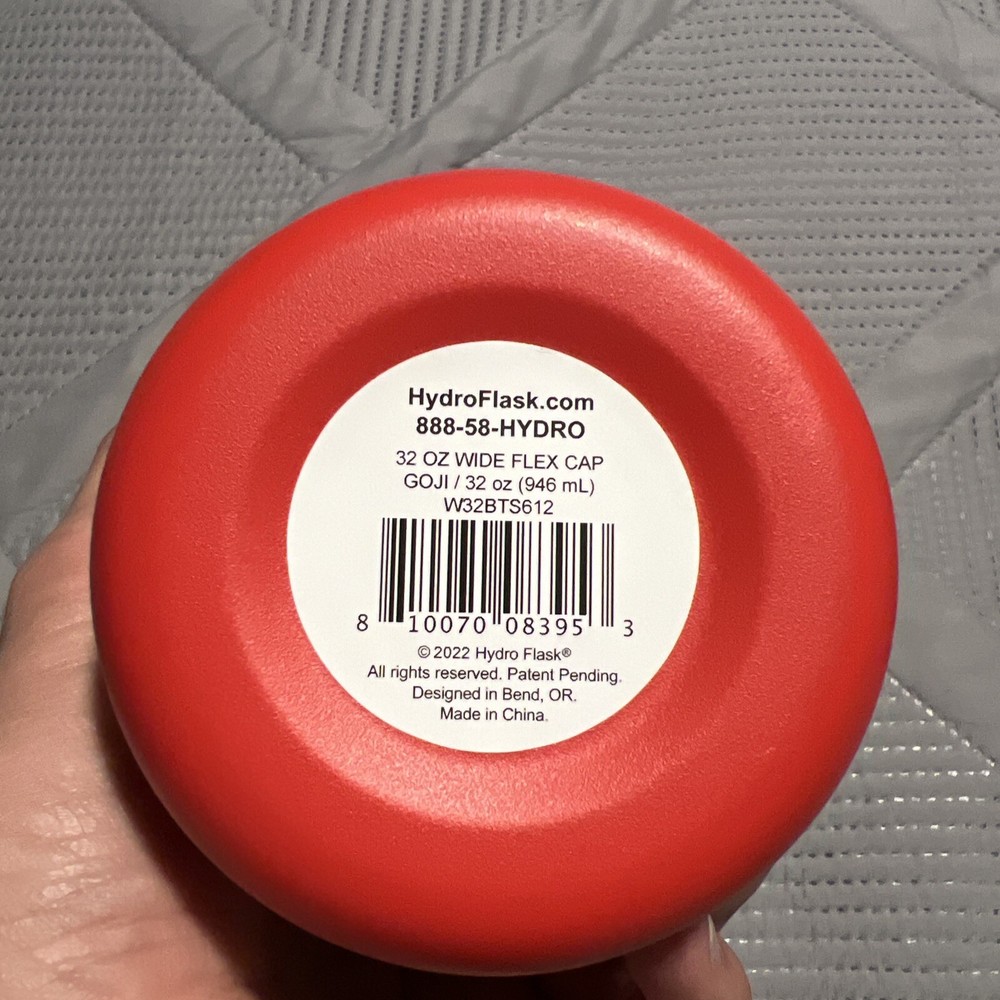 HydroFlask.com
888-58-HYDRO
32 OZ WIDE FLEX CAP
GOJI / 32 oz (946 mL)
W32BTS612
8 10070 08395 3
© 2022 Hydro Flask®
All rights reserved. Patent Pending.
Designed in Bend, OR.
Made in China.